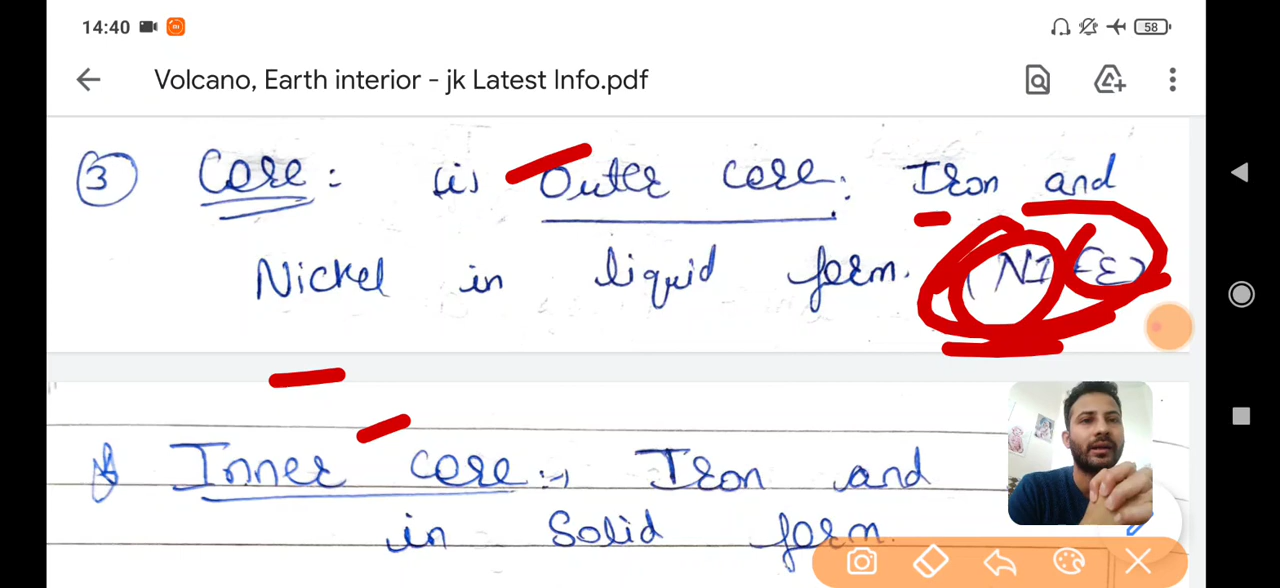 14:40
58
Volcano, Earth interior - jk Latest Info.pdf
3 Core: (i) Outer core: Iron and
Nickel in liquid form. (NIFE)
Inner core:- Iron and
in Solid form.